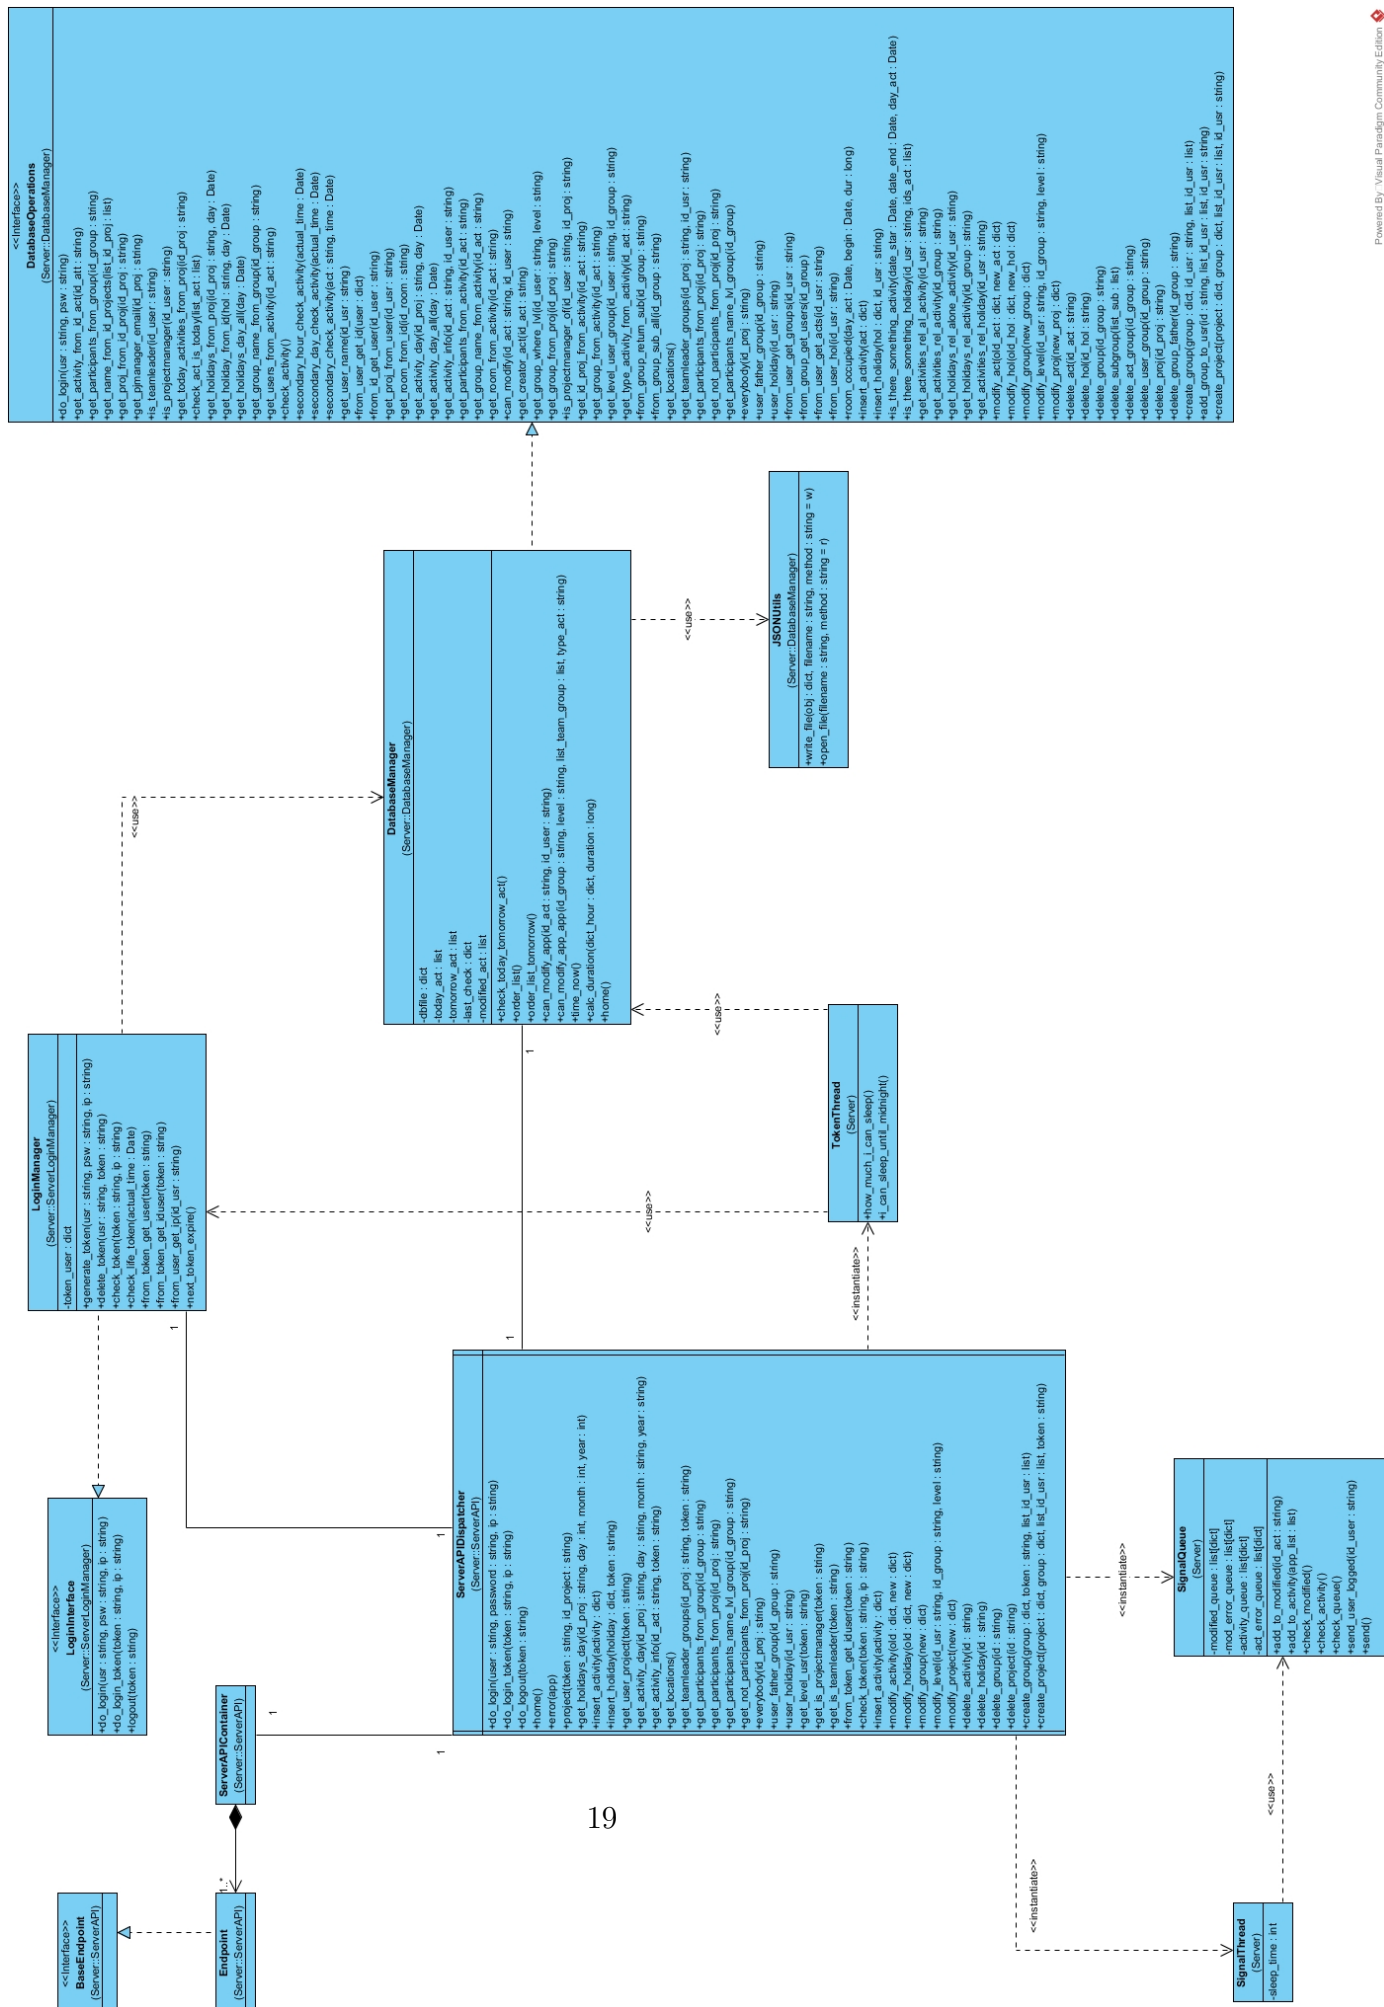 <<Interface>>
BaseEndpoint
(Server::ServerAPI)
Endpoint
(Server::ServerAPI)
1..*
ServerAPIContainer
(Server::ServerAPI)
1
1
<<Interface>>
LoginInterface
(Server::ServerLoginManager)
+do_login(usr : string, psw : string, ip : string)
+do_login_token(token : string, ip : string)
+logout(token : string)
LoginManager
(Server::ServerLoginManager)
-token_user : dict
+generate_token(usr : string, psw : string, ip : string)
+delete_token(usr : string, token : string)
+check_token(token : string, ip : string)
+check_life_token(actual_time : Date)
+from_token_get_user(token : string)
+from_token_get_iduser(token : string)
+from_user_get_ip(id_usr : string)
+next_token_expire()
1
1
<<use>>
ServerAPIDispatcher
(Server::ServerAPI)
+do_login(user : string, password : string, ip : string)
+do_login_token(token : string, ip : string)
+do_logout(token : string)
+home()
+error(app)
+project(token : string, id_project : string)
+get_holidays_day(id_proj : string, day : int, month : int, year : int)
+insert_activity(activity : dict)
+insert_holiday(holiday : dict, token : string)
+get_user_project(token : string)
+get_activity_day(id_proj : string, day : string, month : string, year : string)
+get_activity_info(id_act : string, token : string)
+get_locations()
+get_teamleader_groups(id_proj : string, token : string)
+get_participants_from_group(id_group : string)
+get_participants_from_proj(id_proj : string)
+get_participants_name_lvl_group(id_group : string)
+get_not_participants_from_proj(id_proj : string)
+everybody(id_proj : string)
+user_father_group(id_group : string)
+user_holiday(id_usr : string)
+get_level_usr(token : string)
+get_is_projectmanager(token : string)
+get_is_teamleader(token : string)
+from_token_get_iduser(token : string)
+check_token(token : string, ip : string)
+insert_activity(activity : dict)
+modify_activity(old : dict, new : dict)
+modify_holiday(old : dict, new : dict)
+modify_group(new : dict)
+modify_level(id_usr : string, id_group : string, level : string)
+modify_project(new : dict)
+delete_activity(id : string)
+delete_holiday(id : string)
+delete_group(id : string)
+delete_project(id : string)
+create_group(group : dict, token : string, list_id_usr : list)
+create_project(project : dict, group : dict, list_id_usr : list, token : string)
1
1
DatabaseManager
(Server::DatabaseManager)
-dbfile : dict
-today_act : list
-tomorrow_act : list
-last_check : dict
-modified_act : list
+check_today_tomorrow_act()
+order_list()
+order_list_tomorrow()
+can_modify_app(id_act : string, id_user : string)
+can_modify_app_app(id_group : string, level : string, list_team_group : list, type_act : string)
+time_now()
+calc_duration(dict_hour : dict, duration : long)
+home()
<<Interface>>
DatabaseOperations
(Server::DatabaseManager)
+do_login(usr : string, psw : string)
+get_activity_from_id_act(id_att : string)
+get_participants_from_group(id_group : string)
+get_name_id_projects(list_id_proj : list)
+get_proj_from_id_proj(id_proj : string)
+get_pjmanager_email(id_proj : string)
+is_teamleader(id_user : string)
+is_projectmanager(id_user : string)
+get_today_activities_from_proj(id_proj : string)
+check_act_is_today(list_act : list)
+get_holidays_from_proj(id_proj : string, day : Date)
+get_holiday_from_id(hol : string, day : Date)
+get_holidays_day_all(day : Date)
+get_group_name_from_group(id_group : string)
+get_users_from_activity(id_act : string)
+check_activity()
+secondary_hour_check_activity(actual_time : Date)
+secondary_day_check_activity(actual_time : Date)
+secondary_check_activity(act : string, time : Date)
+get_user_name(id_usr : string)
+from_user_get_id(user : dict)
+from_id_get_user(id_user : string)
+get_proj_from_user(id_usr : string)
+get_room_from_id(id_room : string)
+get_activity_day(id_proj : string, day : Date)
+get_activity_day_all(day : Date)
+get_activity_info(id_act : string, id_user : string)
+get_participants_from_activity(id_act : string)
+get_group_name_from_activity(id_act : string)
+get_room_from_activity(id_act : string)
+can_modify(id_act : string, id_user : string)
+get_creator_act(id_act : string)
+get_group_where_lvl(id_user : string, level : string)
+get_group_from_proj(id_proj : string)
+is_projectmanager_of(id_user : string, id_proj : string)
+get_id_proj_from_activity(id_act : string)
+get_group_from_activity(id_act : string)
+get_level_user_group(id_user : string, id_group : string)
+get_type_activity_from_activity(id_act : string)
+from_group_return_sub(id_group : string)
+from_group_sub_all(id_group : string)
+get_locations()
+get_teamleader_groups(id_proj : string, id_usr : string)
+get_participants_from_proj(id_proj : string)
+get_not_participants_from_proj(id_proj : string)
+get_participants_name_lvl_group(id_group)
+everybody(id_proj : string)
+user_father_group(id_group : string)
+user_holiday(id_usr : string)
+from_user_get_groups(id_usr : string)
+from_group_get_users(id_group)
+from_user_get_acts(id_usr : string)
+from_user_hol(id_usr : string)
+room_occupied(day_act : Date, begin : Date, dur : long)
+insert_activity(act : dict)
+insert_holiday(hol : dict, id_usr : string)
+is_there_something_activity(date_star : Date, date_end : Date, day_act : Date)
+is_there_something_holiday(id_usr : string, ids_act : list)
+get_activities_rel_all_activity(id_usr : string)
+get_activities_rel_activity(id_group : string)
+get_holidays_rel_alone_activity(id_usr : string)
+get_holidays_rel_activity(id_group : string)
+get_activities_rel_holiday(id_usr : string)
+modify_act(old_act : dict, new_act : dict)
+modify_hol(old_hol : dict, new_hol : dict)
+modify_group(new_group : dict)
+modify_level(id_usr : string, id_group : string, level : string)
+modify_proj(new_proj : dict)
+delete_act(id_act : string)
+delete_hol(id_hol : string)
+delete_group(id_group : string)
+delete_subgroup(list_sub : list)
+delete_act_group(id_group : string)
+delete_user_group(id_group : string)
+delete_proj(id_proj : string)
+delete_group_father(id_group : string)
+create_group(group : dict, id_user : string, list_id_usr : list)
+add_group_to_usr(id : string, list_id_usr : list, id_usr : string)
+create_project(project : dict, group : dict, list_id_usr : list, id_usr : string)
<<use>>
JSONUtils
(Server::DatabaseManager)
+write_file(obj : dict, filename : string, method : string = w)
+open_file(filename : string, method : string = r)
<<use>>
<<use>>
<<instantiate>>
TokenThread
(Server)
+how_much_i_can_sleep()
+i_can_sleep_until_midnight()
<<instantiate>>
<<instantiate>>
SignalThread
(Server)
-sleep_time : int
<<use>>
SignalQueue
(Server)
-modified_queue : list[dict]
-mod_error_queue : list[dict]
-activity_queue : list[dict]
-act_error_queue : list[dict]
+add_to_modified(id_act : string)
+add_to_activity(app_list : list)
+check_modified()
+check_activity()
+check_queue()
+send_user_logged(id_user : string)
+send()
Powered By Visual Paradigm Community Edition
19